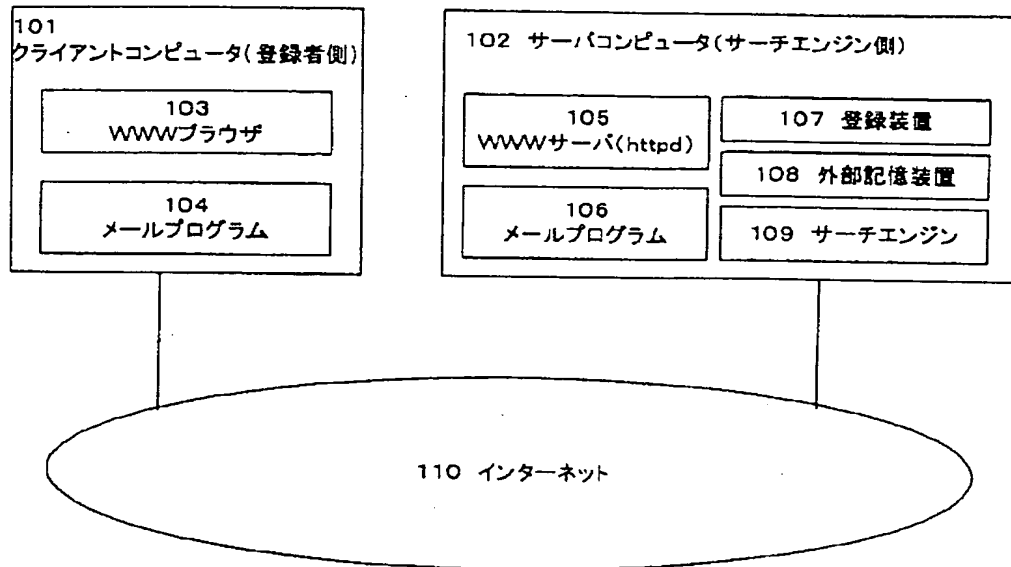 101
クライアントコンピュータ(登録者側)
103
WWWブラウザ
104
メールプログラム
102 サーバコンピュータ(サーチエンジン側)
105
WWWサーバ(httpd)
106
メールプログラム
107 登録装置
108 外部記憶装置
109 サーチエンジン
110 インターネット